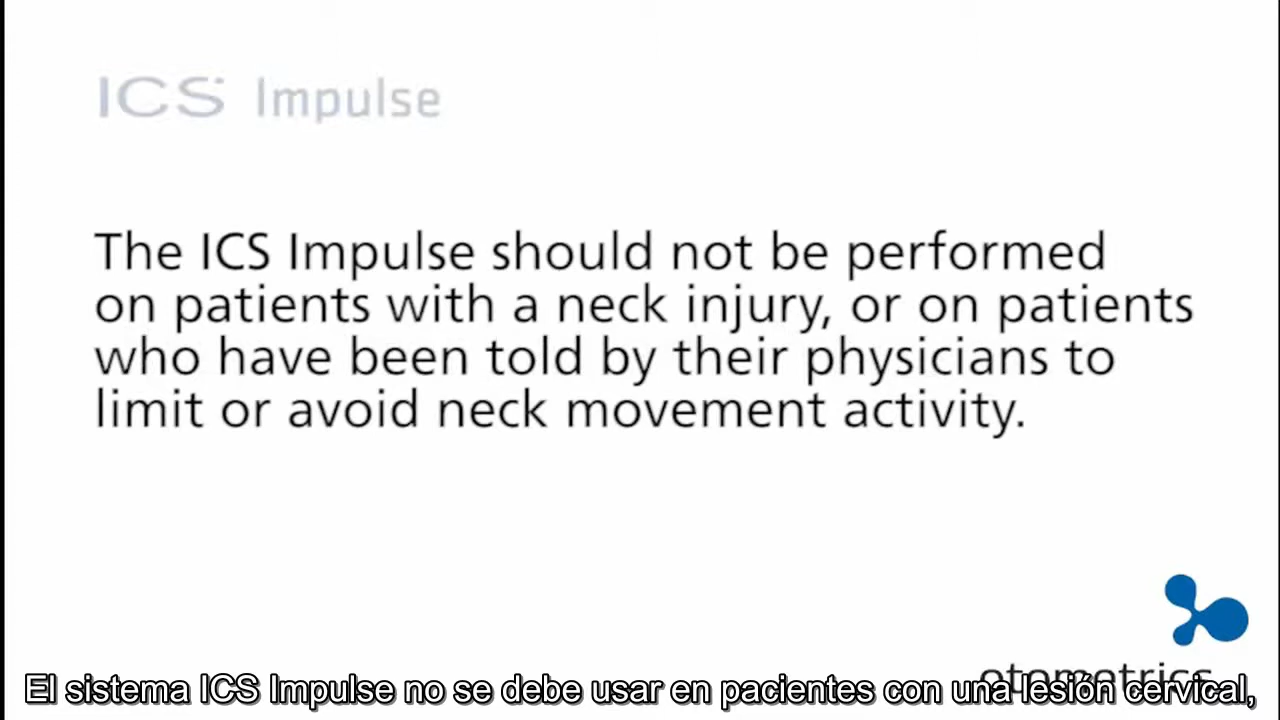 ICS Impulse
The ICS Impulse should not be performed
on patients with a neck injury, or on patients
who have been told by their physicians to
limit or avoid neck movement activity.
otometrics
El sistema ICS Impulse no se debe usar en pacientes con una lesión cervical,